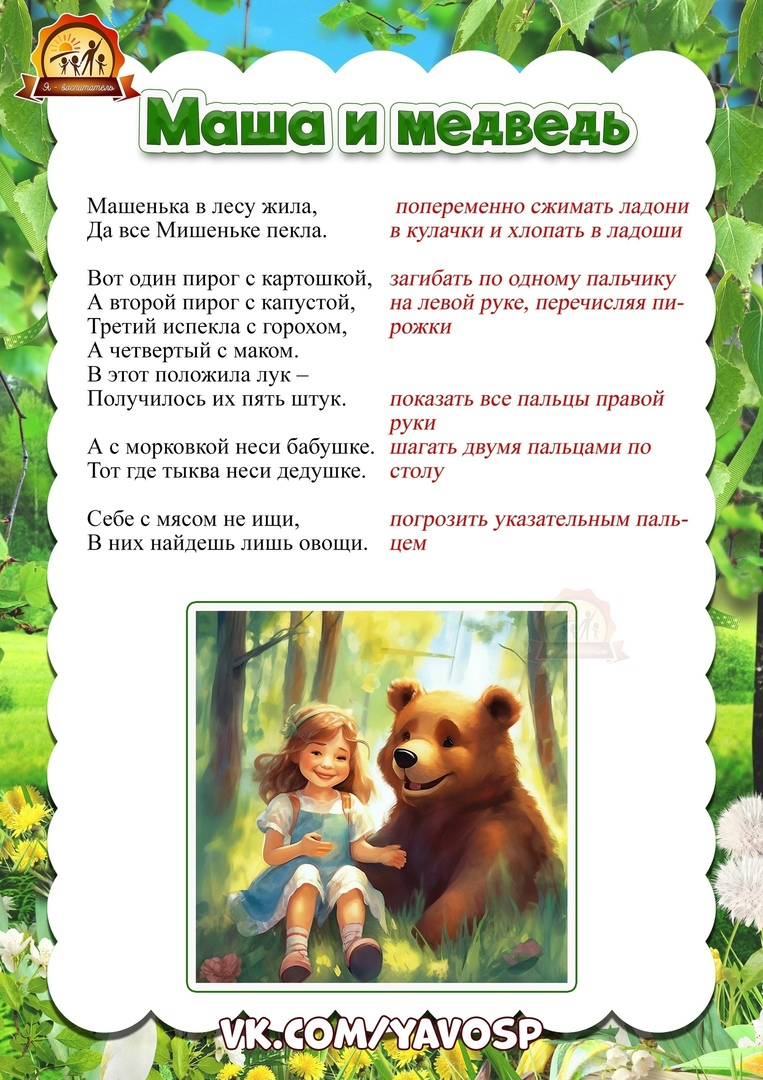 Я - воспитатель
Маша и медведь
Машенька в лесу жила, попеременно сжимать ладони
Да все Мишеньке пекла. в кулачки и хлопать в ладоши
Вот один пирог с картошкой, загибать по одному пальчику
А второй пирог с капустой, на левой руке, перечисляя пи-
Третий испекла с горохом, рожки
А четвертый с маком.
В этот положила лук –
Получилось их пять штук. показать все пальцы правой
руки
А с морковкой неси бабушке. шагать двумя пальцами по
Тот где тыква неси дедушке. столу
Себе с мясом не ищи, погрозить указательным паль-
В них найдешь лишь овощи. цем
VK.COM/YAVOSP